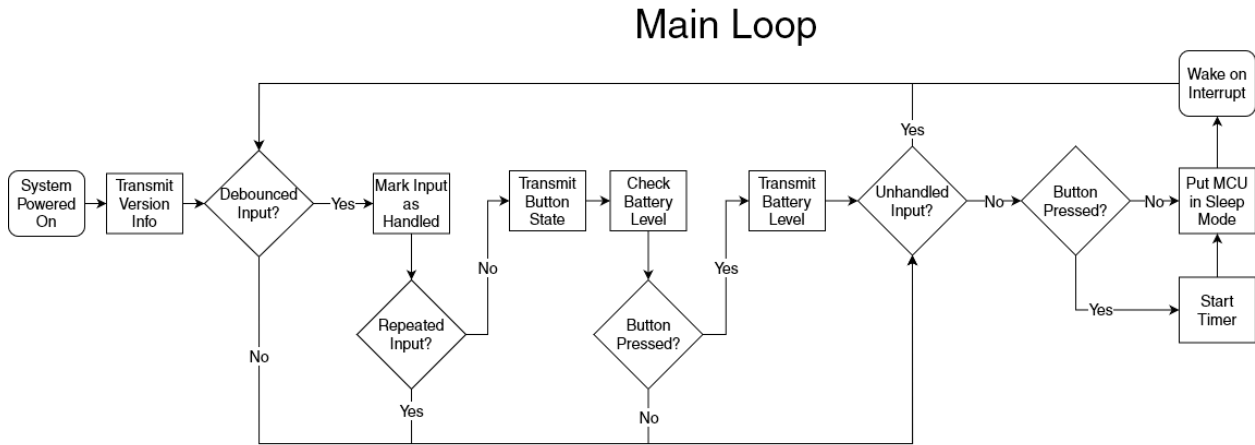 Main Loop
Wake on
Interrupt
System
Powered
On
Transmit
Version
Info
Debounced
Input?
Yes
Mark Input
as
Handled
Repeated
Input?
No
Transmit
Button
State
Check
Battery
Level
Button
Pressed?
Yes
Transmit
Battery
Level
Unhandled
Input?
Yes
No
Button
Pressed?
No
Put MCU
in Sleep
Mode
Yes
Start
Timer
No
Yes
No